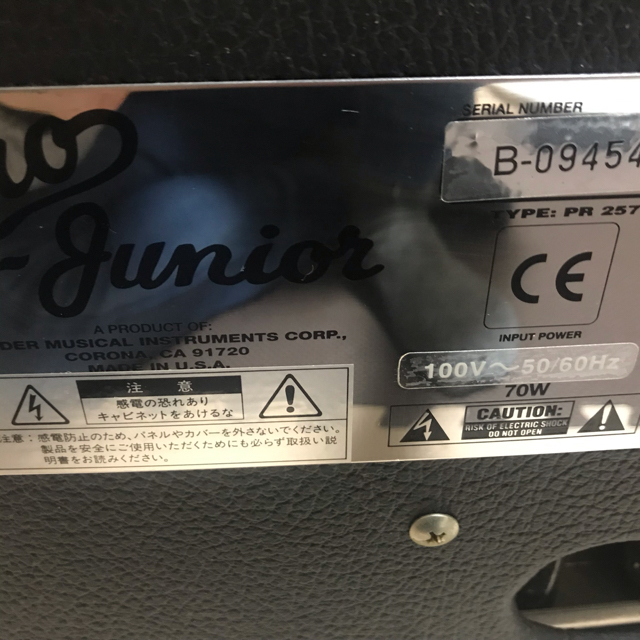 SERIAL NUMBER
B-09454
TYPE: PR 257
CE
INPUT POWER
100V～50/60Hz
70W
CAUTION:
RISK OF ELECTRIC SHOCK
DO NOT OPEN
Junior
A PRODUCT OF:
DER MUSICAL INSTRUMENTS CORP.,
CORONA, CA 91720
MADE IN U.S.A.
注 意
感電の恐れあり
キャビネットをあけるな
注意：感電防止のため、パネルやカバーを外さないでください。
製品を安全にご使用いただくためにも必ず取扱い説
明書をお読みください。